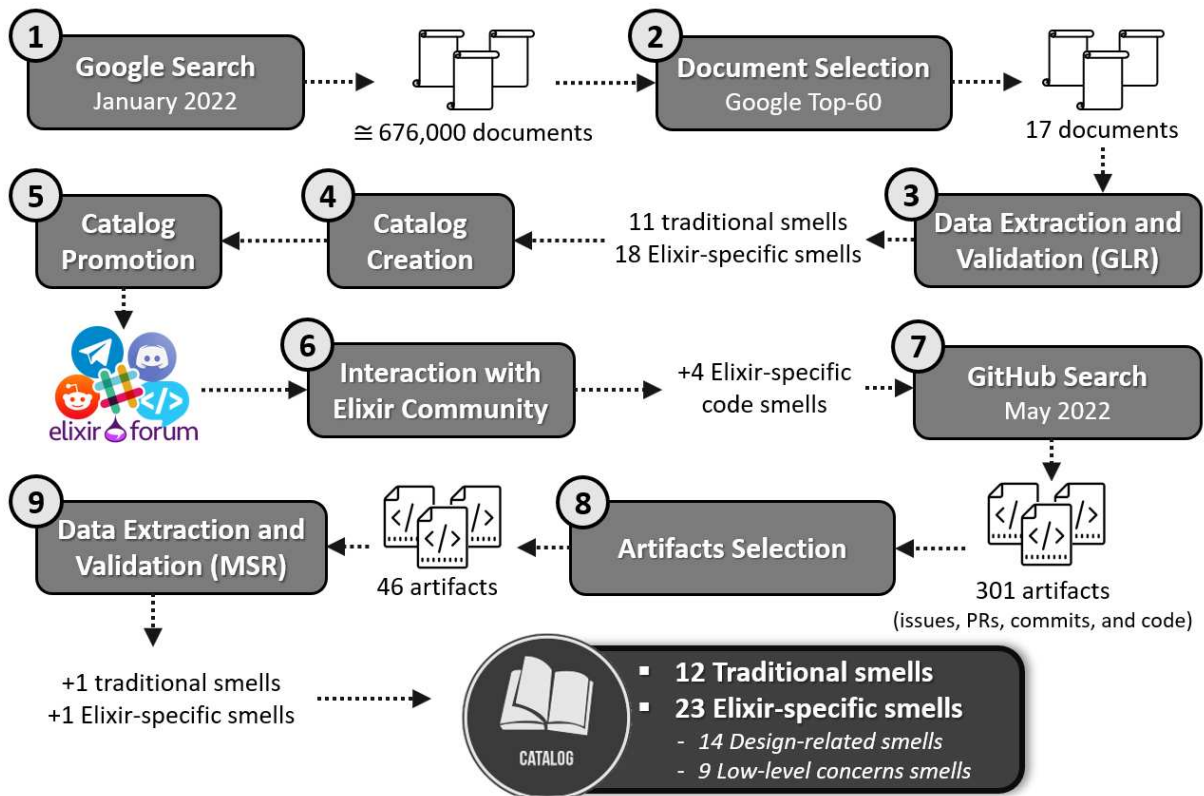 1
Google Search
January 2022
≅ 676,000 documents
2
Document Selection
Google Top-60
17 documents
3
Data Extraction and
Validation (GLR)
11 traditional smells
18 Elixir-specific smells
4
Catalog
Creation
5
Catalog
Promotion
</>
elixir forum
6
Interaction with
Elixir Community
+4 Elixir-specific
code smells
7
GitHub Search
May 2022
</> </>
</>
301 artifacts
(issues, PRs, commits, and code)
8
Artifacts Selection
</> </>
</>
46 artifacts
9
Data Extraction and
Validation (MSR)
+1 traditional smells
+1 Elixir-specific smells
CATALOG
▪ 12 Traditional smells
▪ 23 Elixir-specific smells
- 14 Design-related smells
- 9 Low-level concerns smells